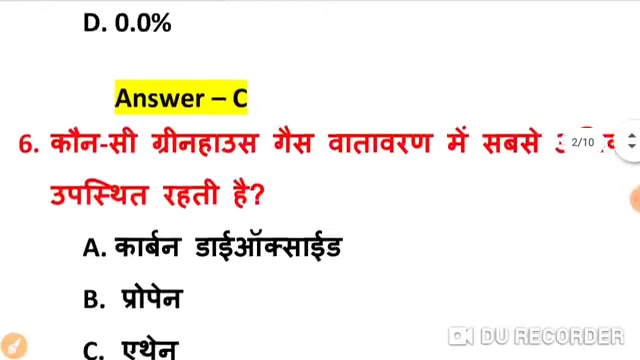 D. 0.0%
Answer – C
6. कौन-सी ग्रीनहाउस गैस वातावरण में सबसे
2/10
उपस्थित रहती है?
A. कार्बन डाईऑक्साईड
B. प्रोपेन
C. एथेन
DU RECORDER